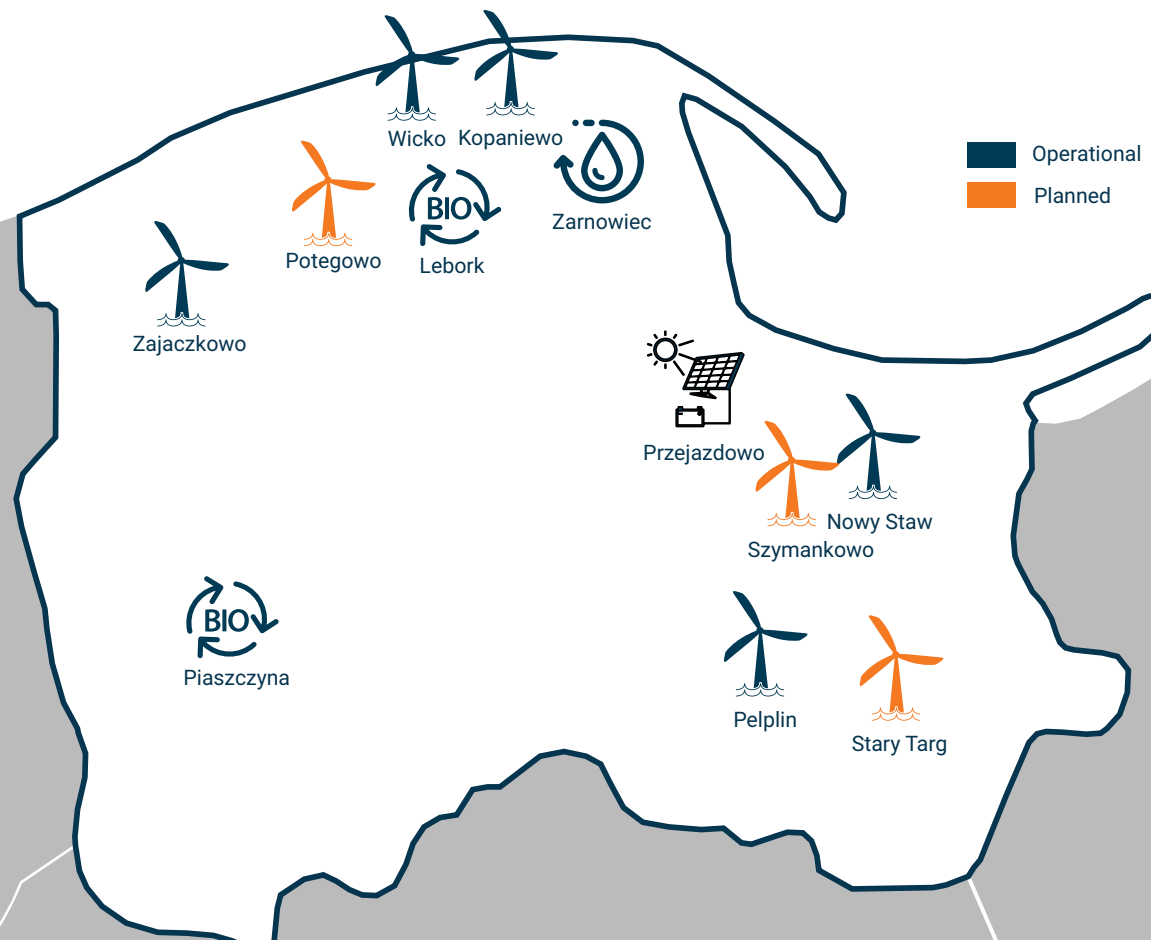 Wicko
Kopaniewo
Operational
Planned
BIO
Zarnowiec
Potegowo
Lebork
Zajaczkowo
Przejazdowo
Nowy Staw
Szymankowo
BIO
Piaszczyna
Pelplin
Stary Targ